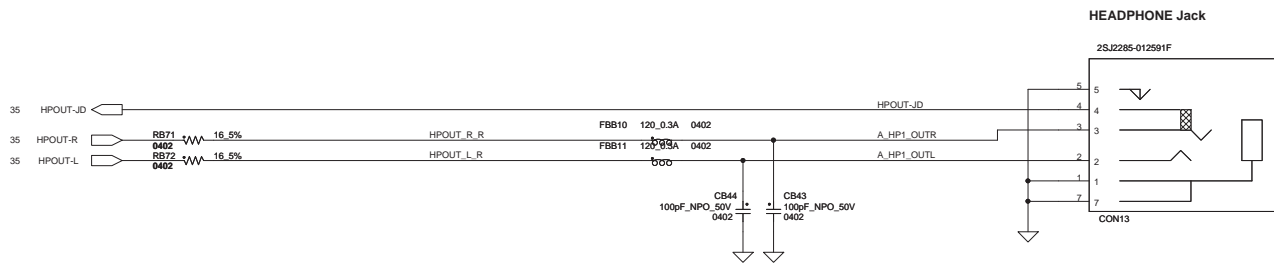 HEADPHONE Jack
2SJ2285-012591F
5 5
35 HPOUT-JD HPOUT-JD 4 4
35 HPOUT-R RB71 16_5% 0402 HPOUT_R_R FBB10 120_0.3A 0402 A_HP1_OUTR 3 3
35 HPOUT-L RB72 16_5% 0402 HPOUT_L_R FBB11 120_0.3A 0402 A_HP1_OUTL 2 2
1 1
7 7
CB44
100pF_NPO_50V
0402
CB43
100pF_NPO_50V
0402
CON13